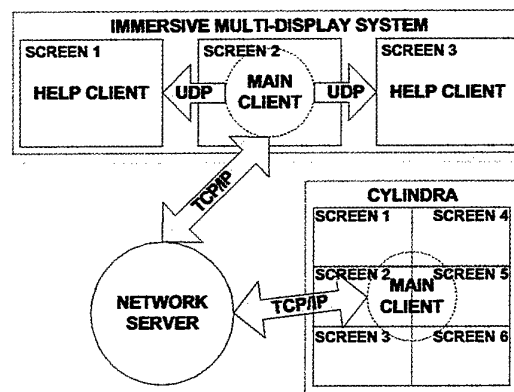 IMMERSIVE MULTI-DISPLAY SYSTEM
SCREEN 1
SCREEN 2
SCREEN 3
HELP CLIENT
UDP
MAIN
CLIENT
UDP
HELP CLIENT
TCP/IP
CYLINDRA
SCREEN 1
SCREEN 4
SCREEN 2
SCREEN 5
MAIN
CLIENT
TCP/IP
NETWORK
SERVER
SCREEN 3
SCREEN 6